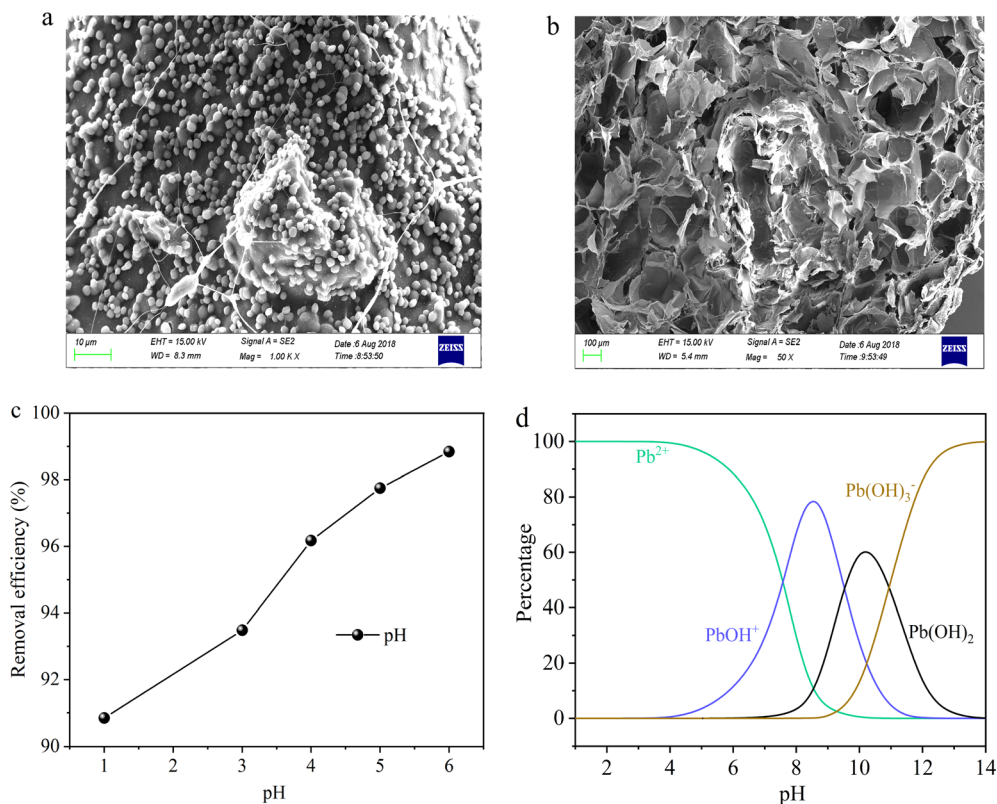 a
10 μm
EHT = 15.00 kV
WD = 8.3 mm
Signal A = SE2
Mag = 1.00 K X
Date :6 Aug 2018
Time :8:53:50
ZEISS
b
100 μm
EHT = 15.00 kV
WD = 5.4 mm
Signal A = SE2
Mag = 50 X
Date :6 Aug 2018
Time :9:53:49
ZEISS
c
Removal efficiency (%)
100
98
96
94
92
90
pH
1 2 3 4 5 6
pH
d
Percentage
100
80
60
40
20
0
Pb²⁺
Pb(OH)₃⁻
PbOH⁺
Pb(OH)₂
2 4 6 8 10 12 14
pH